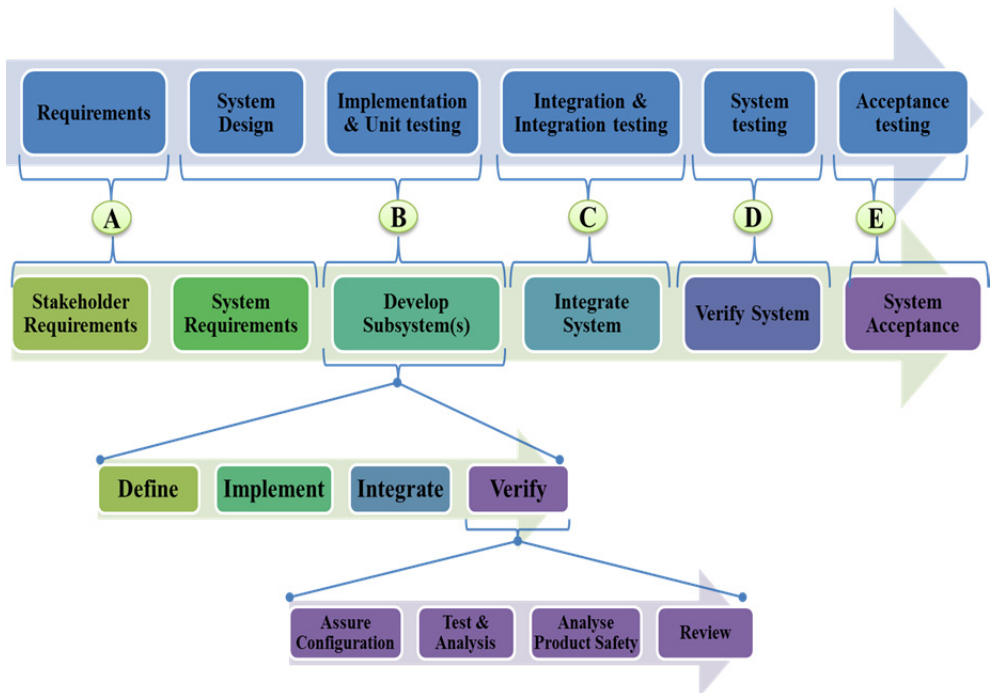 Requirements
System
Design
Implementation
& Unit testing
Integration &
Integration testing
System
testing
Acceptance
testing
A
B
C
D
E
Stakeholder
Requirements
System
Requirements
Develop
Subsystem(s)
Integrate
System
Verify System
System
Acceptance
Define
Implement
Integrate
Verify
Assure
Configuration
Test &
Analysis
Analyse
Product Safety
Review